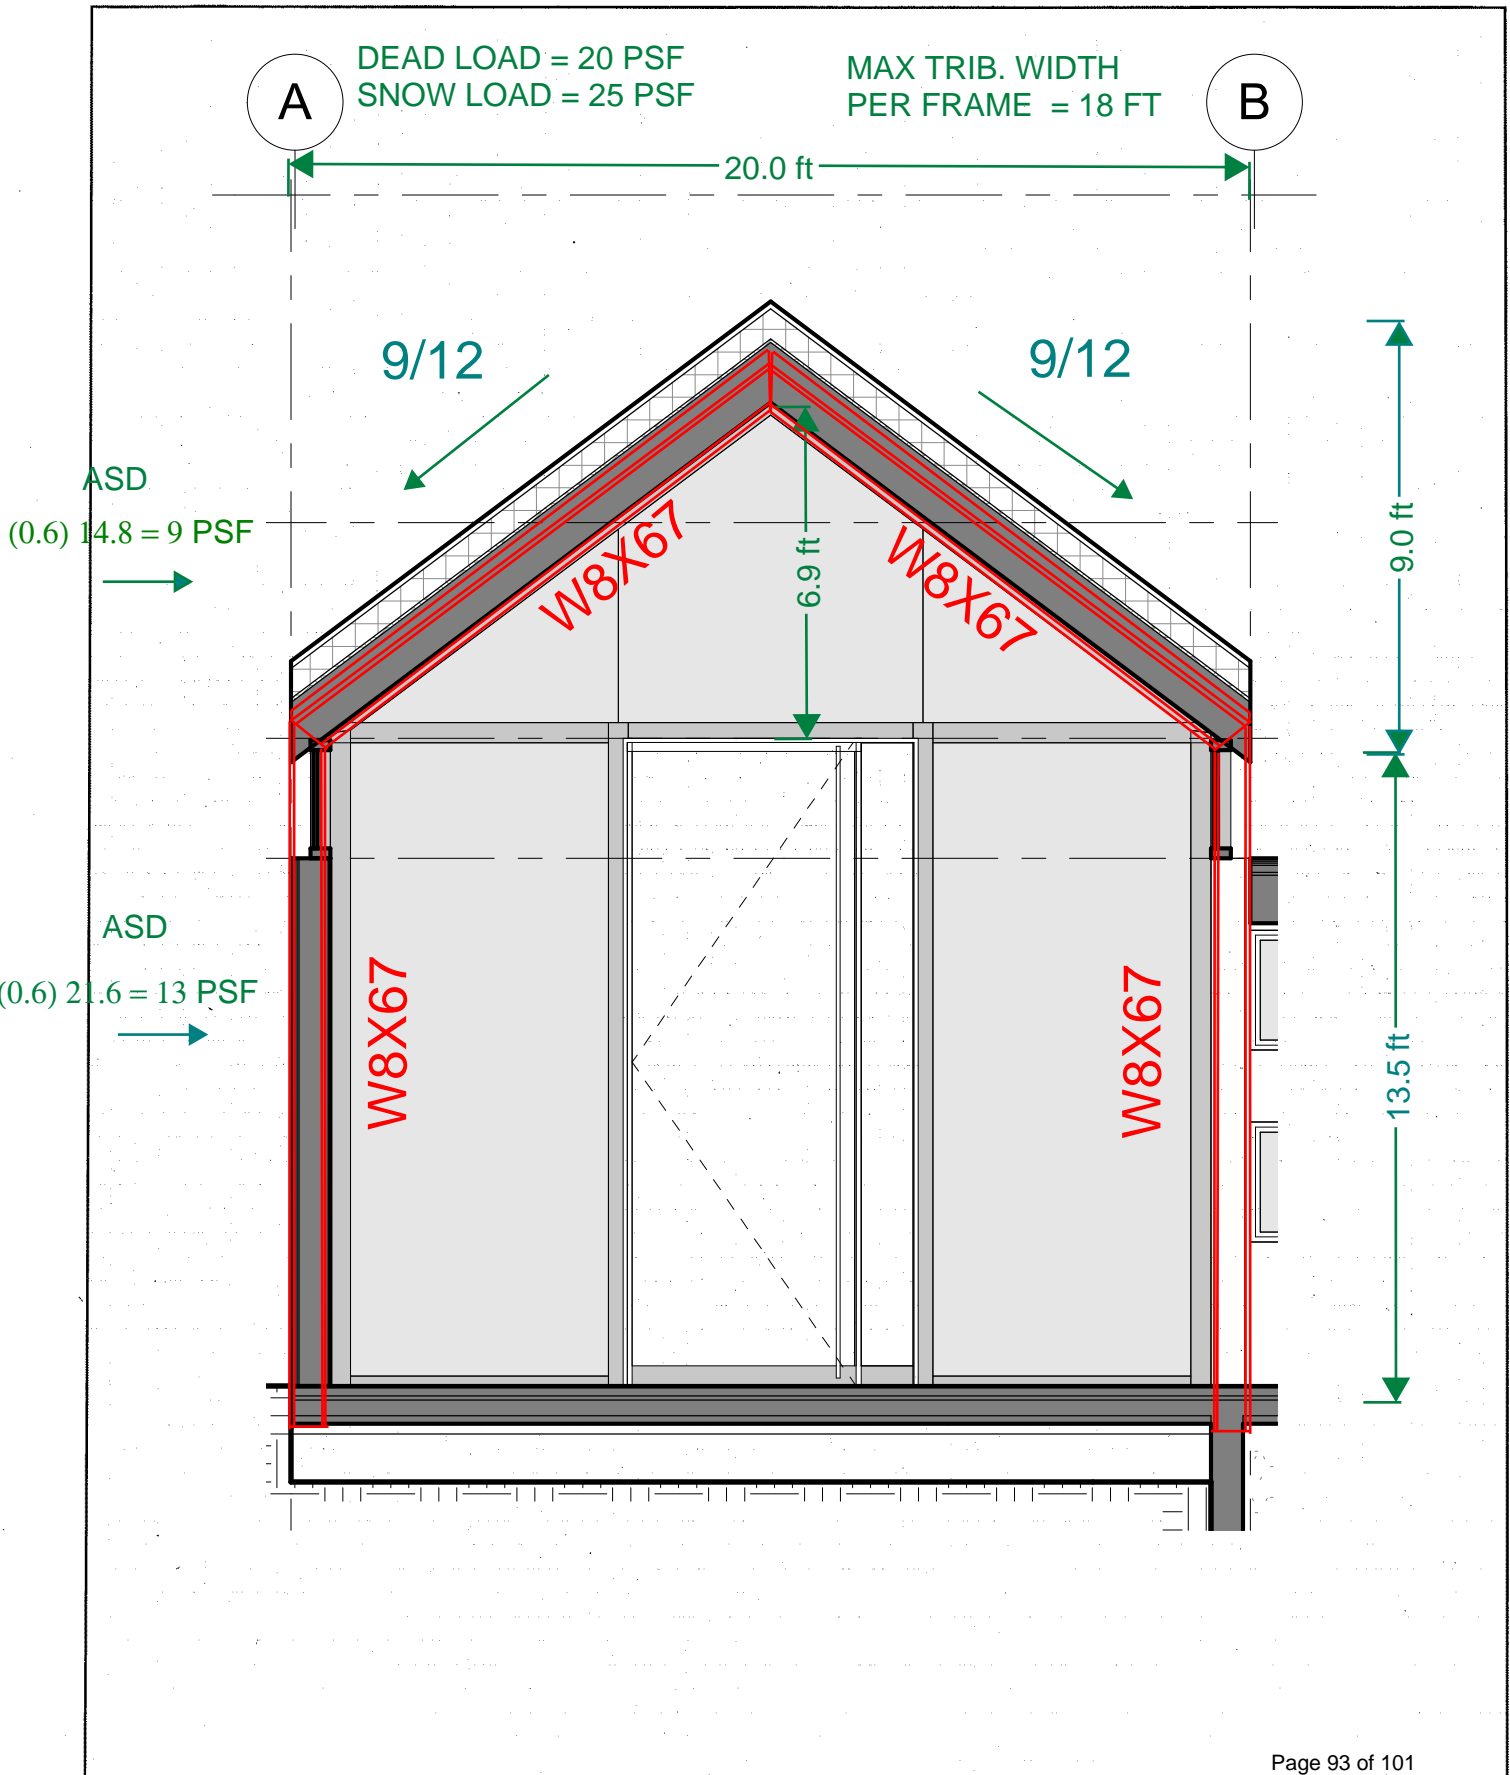 DEAD LOAD = 20 PSF
SNOW LOAD = 25 PSF
MAX TRIB. WIDTH
PER FRAME = 18 FT
A
B
20.0 ft
9/12
9/12
ASD
(0.6) 14.8 = 9 PSF
W8X67
W8X67
6.9 ft
9.0 ft
ASD
(0.6) 21.6 = 13 PSF
W8X67
W8X67
13.5 ft
Page 93 of 101